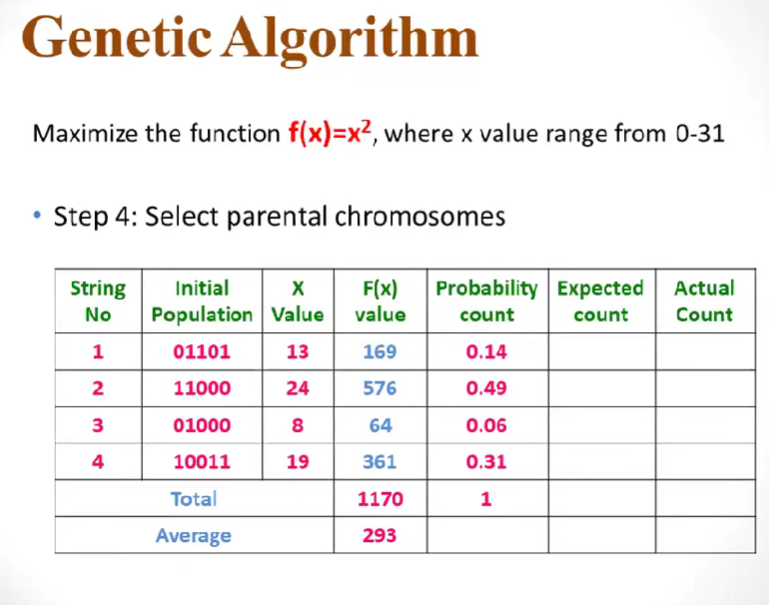 Genetic Algorithm
Maximize the function f(x)=x², where x value range from 0-31
• Step 4: Select parental chromosomes
String No | Initial Population | X Value | F(x) value | Probability count | Expected count | Actual Count
1 | 01101 | 13 | 169 | 0.14
2 | 11000 | 24 | 576 | 0.49
3 | 01000 | 8 | 64 | 0.06
4 | 10011 | 19 | 361 | 0.31
Total | 1170 | 1
Average | 293